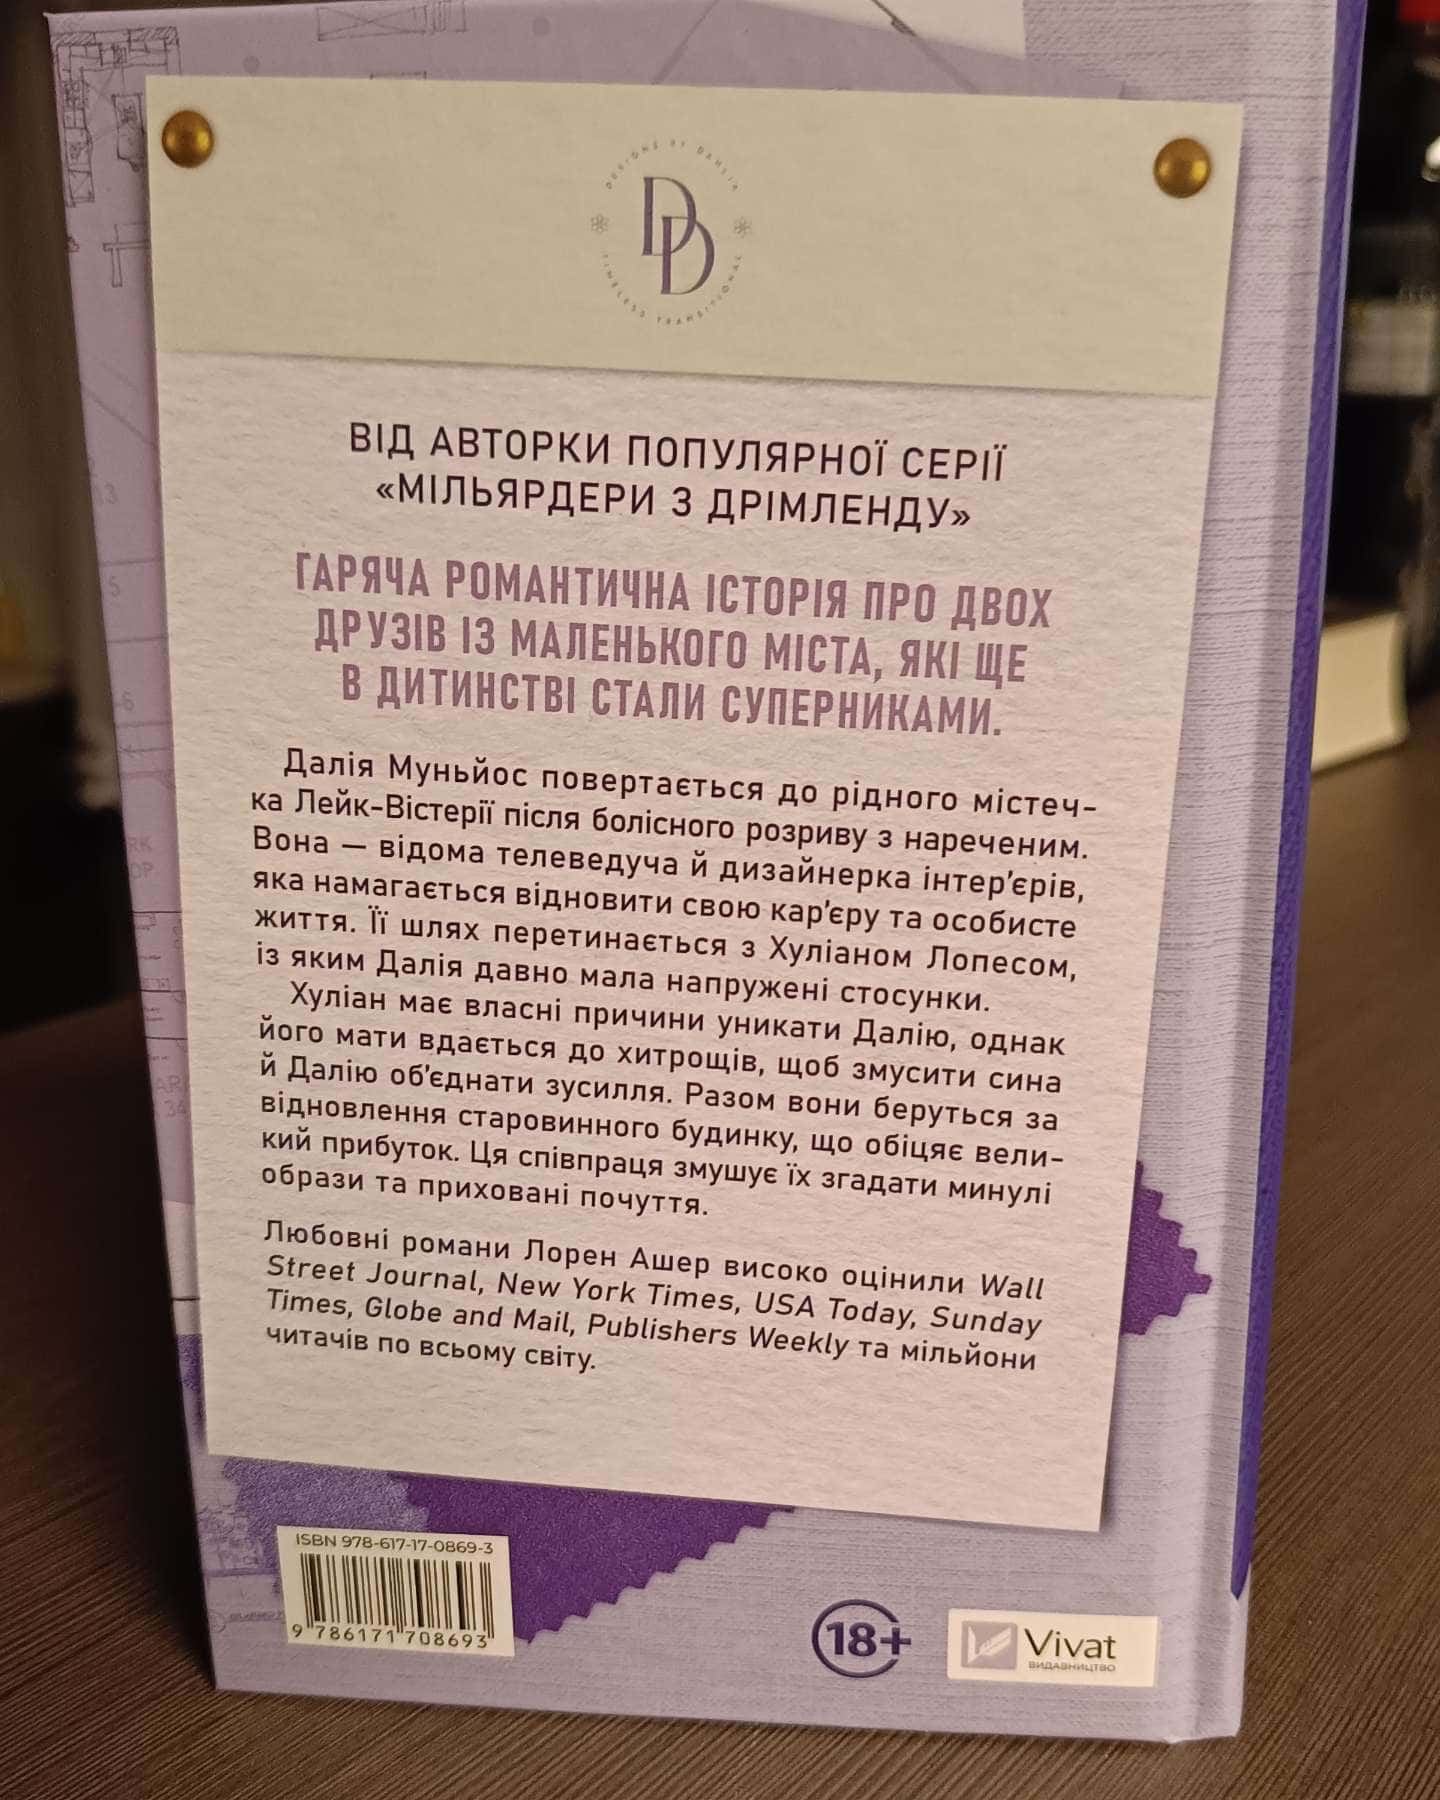 DESIGNS BY DAHLIA
DD
TIMELESS TRANSITIONAL
ВІД АВТОРКИ ПОПУЛЯРНОЇ СЕРІЇ
«МІЛЬЯРДЕРИ З ДРІМЛЕНДУ»
ГАРЯЧА РОМАНТИЧНА ІСТОРІЯ ПРО ДВОХ
ДРУЗІВ ІЗ МАЛЕНЬКОГО МІСТА, ЯКІ ЩЕ
В ДИТИНСТВІ СТАЛИ СУПЕРНИКАМИ.
Далія Муньйос повертається до рідного містеч-
ка Лейк-Вістерії після болісного розриву з нареченим.
Вона — відома телеведуча й дизайнерка інтер’єрів,
яка намагається відновити свою кар’єру та особисте
життя. Її шлях перетинається з Хуліаном Лопесом,
із яким Далія давно мала напружені стосунки.
Хуліан має власні причини уникати Далію, однак
його мати вдається до хитрощів, щоб змусити сина
й Далію об’єднати зусилля. Разом вони беруться за
відновлення старовинного будинку, що обіцяє вели-
кий прибуток. Ця співпраця змушує їх згадати минулі
образи та приховані почуття.
Любовні романи Лорен Ашер високо оцінили Wall
Street Journal, New York Times, USA Today, Sunday
Times, Globe and Mail, Publishers Weekly та мільйони
читачів по всьому світу.
ISBN 978-617-17-0869-3
9 786171 708693
18+
Vivat
ВИДАВНИЦТВО